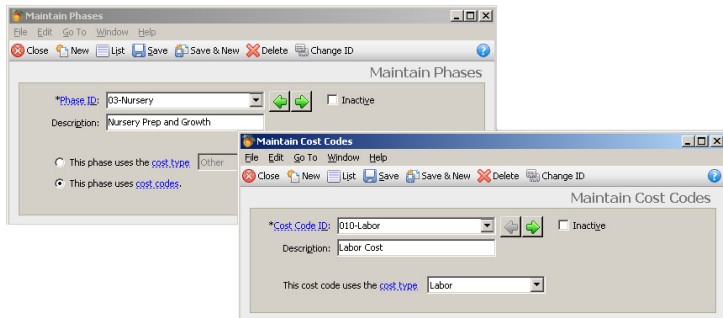 Maintain Phases
File Edit Go To Window Help
Close New List Save Save & New Delete Change ID
Maintain Phases
*Phase ID: 03-Nursery Inactive
Description: Nursery Prep and Growth
This phase uses the cost type Other
This phase uses cost codes.
Maintain Cost Codes
File Edit Go To Window Help
Close New List Save Save & New Delete Change ID
Maintain Cost Codes
*Cost Code ID: 010-Labor Inactive
Description: Labor Cost
This cost code uses the cost type Labor